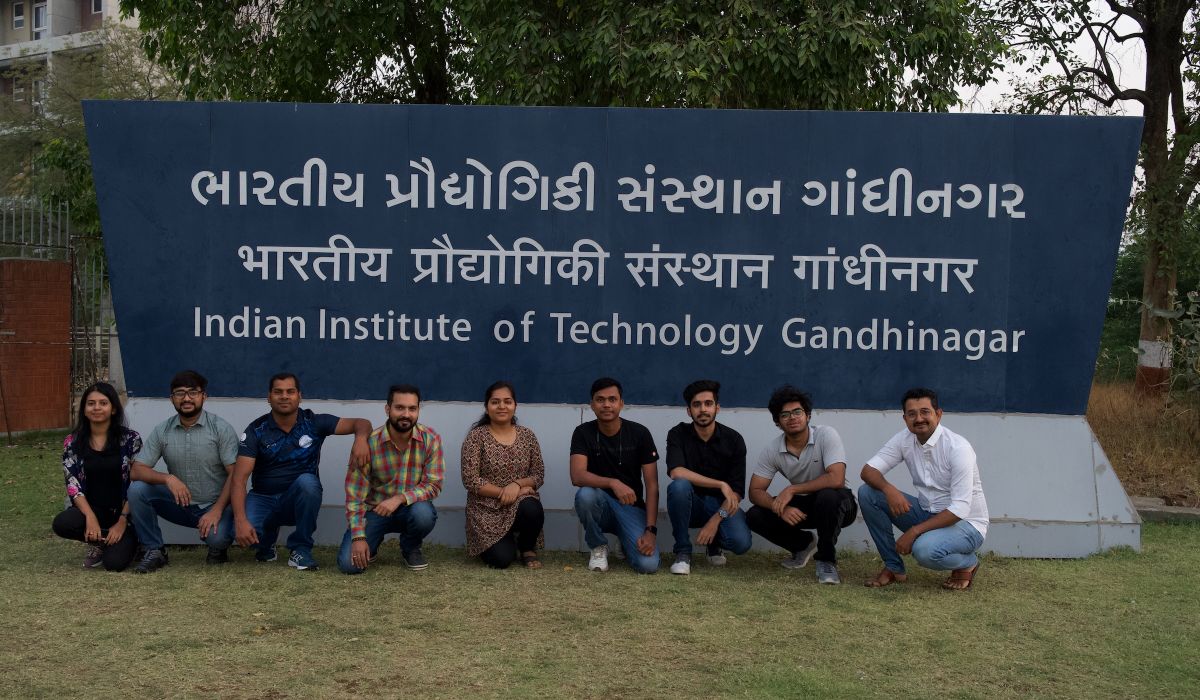 ભારતીય પ્રૌદ્યોગિકી સંસ્થાન ગાંધીનગર
भारतीय प्रौद्योगिकी संस्थान गांधीनगर
Indian Institute of Technology Gandhinagar